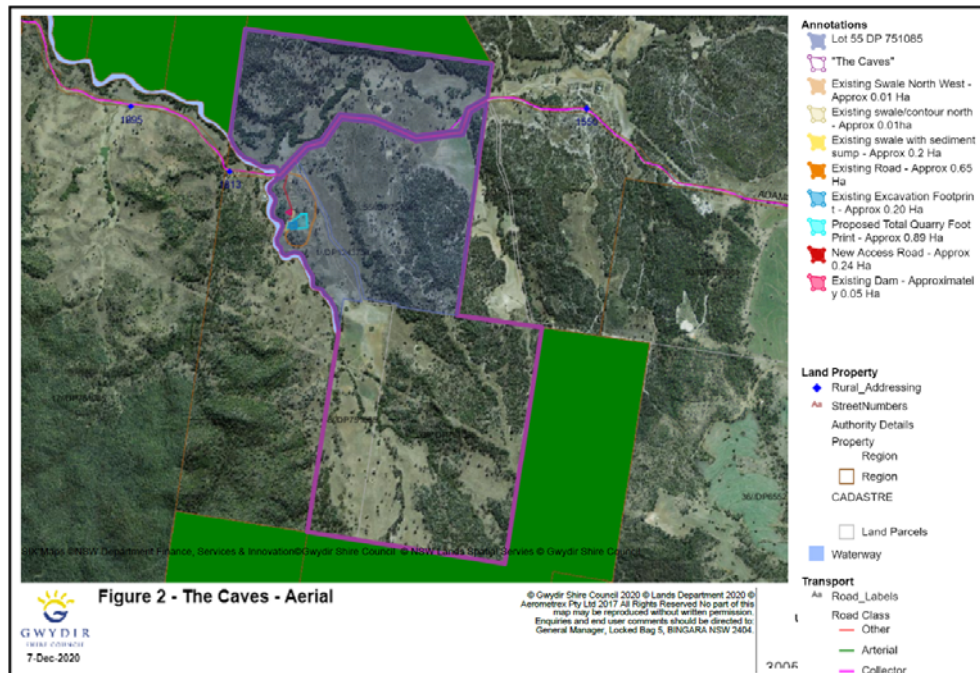 Annotations
Lot 55 DP 751085
"The Caves"
Existing Swale North West -
Approx 0.01 Ha
Existing swale/contour north
- Approx 0.01ha
Existing swale with sediment
sump - Approx 0.2 Ha
Existing Road - Approx 0.65
Ha
Existing Excavation Footprin
t - Approx 0.20 Ha
Proposed Total Quarry Foot
Print - Approx 0.89 Ha
New Access Road - Approx
0.24 Ha
Existing Dam - Approximatel
y 0.05 Ha
Land Property
Rural_Addressing
Aa StreetNumbers
Authority Details
Property
Region
Region
CADASTRE
Land Parcels
Waterway
Transport
Aa Road_Labels
Road Class
Other
Arterial
Collector
1895
1550
SIX Maps ©NSW Department Finance, Services & Innovation©Gwydir Shire Council © NSW Lands Spatial Servies © Gwydir Shire
GWYDIR
SHIRE COUNCIL
7-Dec-2020
Figure 2 - The Caves - Aerial
© Gwydir Shire Council 2020 © Lands Department 2020 ©
Aerometrex Pty Ltd 2017 All Rights Reserved No part of this
map may be reproduced without written permission.
Enquiries and end user comments should be directed to:
General Manager, Locked Bag 5, BINGARA NSW 2404.
3005